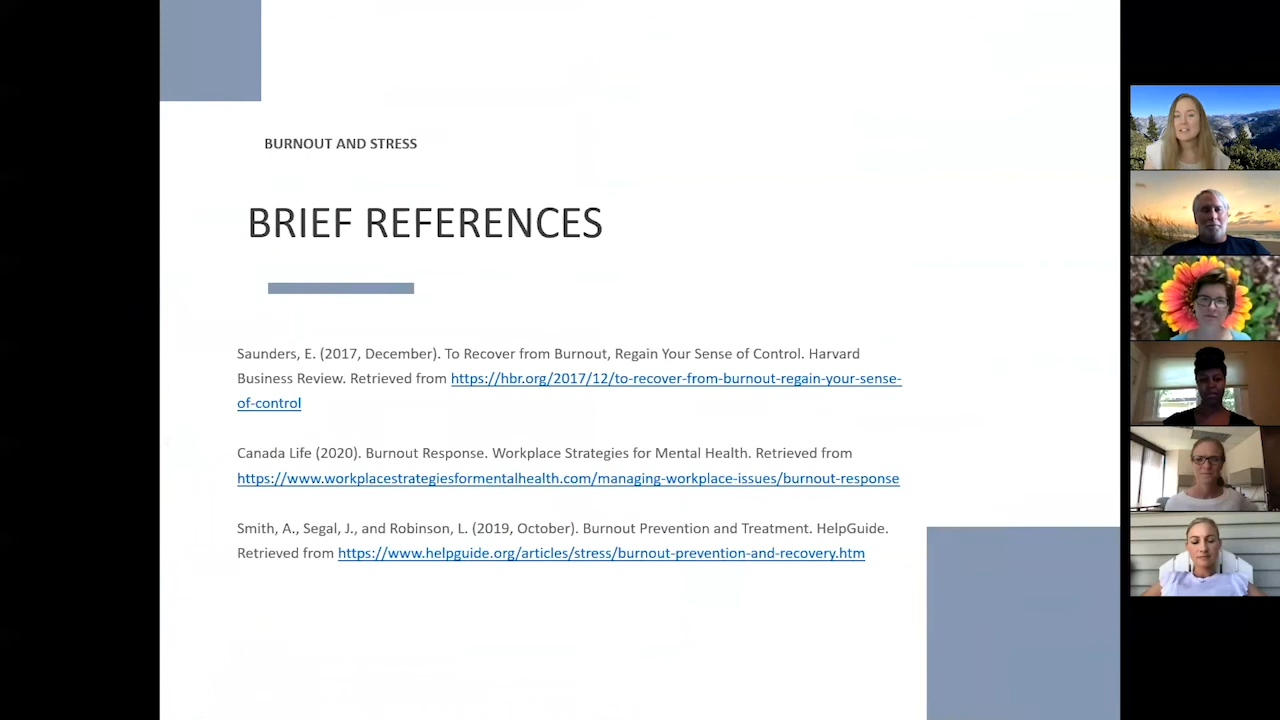 BURNOUT AND STRESS
BRIEF REFERENCES
Saunders, E. (2017, December). To Recover from Burnout, Regain Your Sense of Control. Harvard
Business Review. Retrieved from https://hbr.org/2017/12/to-recover-from-burnout-regain-your-sense-
of-control
Canada Life (2020). Burnout Response. Workplace Strategies for Mental Health. Retrieved from
https://www.workplacestrategiesformentalhealth.com/managing-workplace-issues/burnout-response
Smith, A., Segal, J., and Robinson, L. (2019, October). Burnout Prevention and Treatment. HelpGuide.
Retrieved from https://www.helpguide.org/articles/stress/burnout-prevention-and-recovery.htm